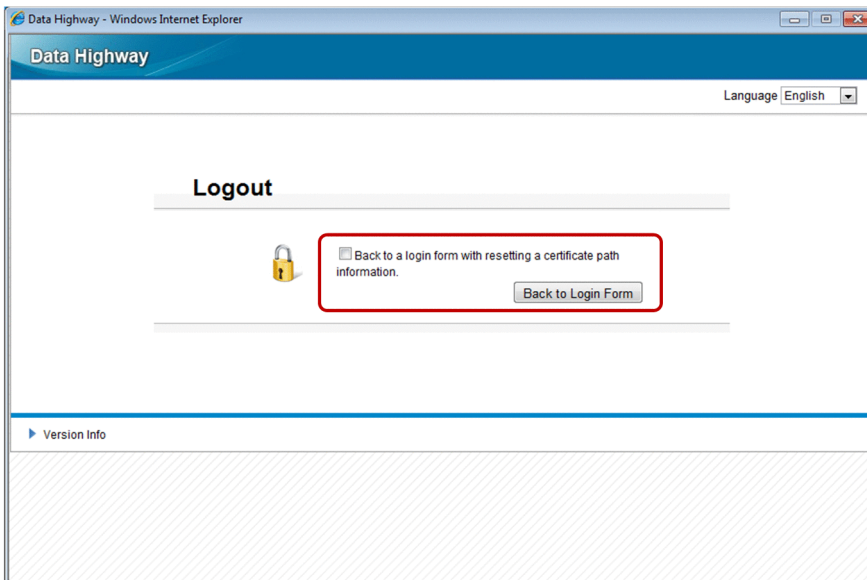 Data Highway - Windows Internet Explorer
Data Highway
Language English
Logout
Back to a login form with resetting a certificate path
information.
Back to Login Form
Version Info